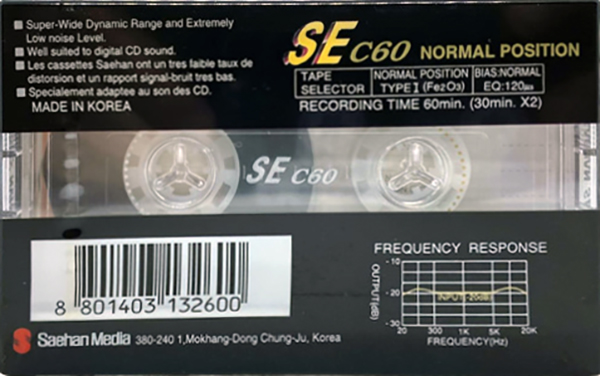 Super-Wide Dynamic Range and Extremely
Low noise Level.
Well suited to digital CD sound.
Les cassettes Saehan ont un tres faible taux de
distorsion et un rapport signal-bruit tres bas.
Specialement adaptee au son des CD.
MADE IN KOREA
SE C60 NORMAL POSITION
TAPE SELECTOR NORMAL POSITION TYPE I (Fe2O3) BIAS:NORMAL EQ:120μs
RECORDING TIME 60min. (30min. X2)
SE C60
8 801403 132600
FREQUENCY RESPONSE
OUTPUT(dB)
-10
-20
-30
INPUT-20dB
20 300 1K 5K 20K
FREQUENCY(Hz)
Saehan Media 380-240 1,Mokhang-Dong Chung-Ju, Korea